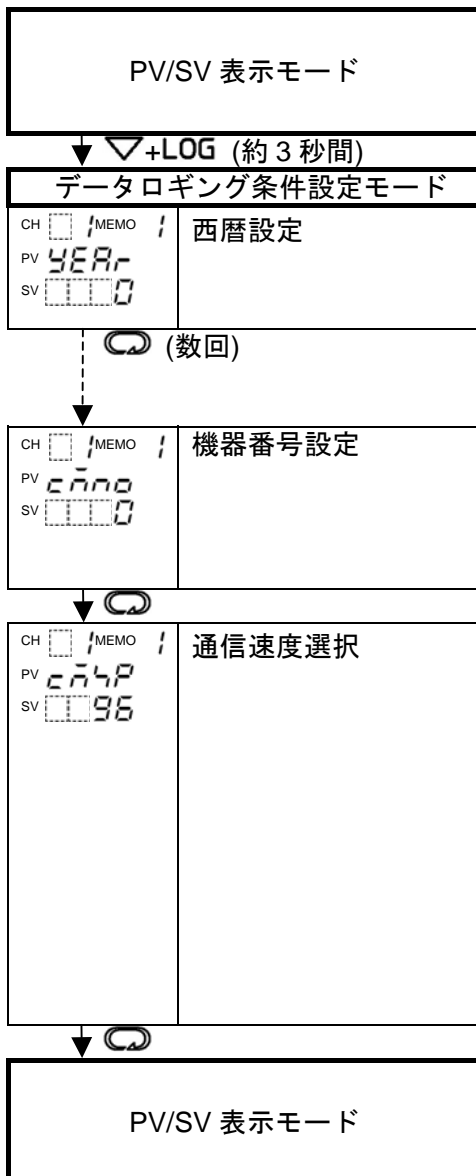 PV/SV 表示モード
▽+LOG (約 3 秒間)
データロギング条件設定モード
CH 1 MEMO 1 西暦設定
PV YEAr
SV 0
(数回)
CH 1 MEMO 1 機器番号設定
PV cMno
SV 0
CH 1 MEMO 1 通信速度選択
PV cMSP
SV 96
PV/SV 表示モード